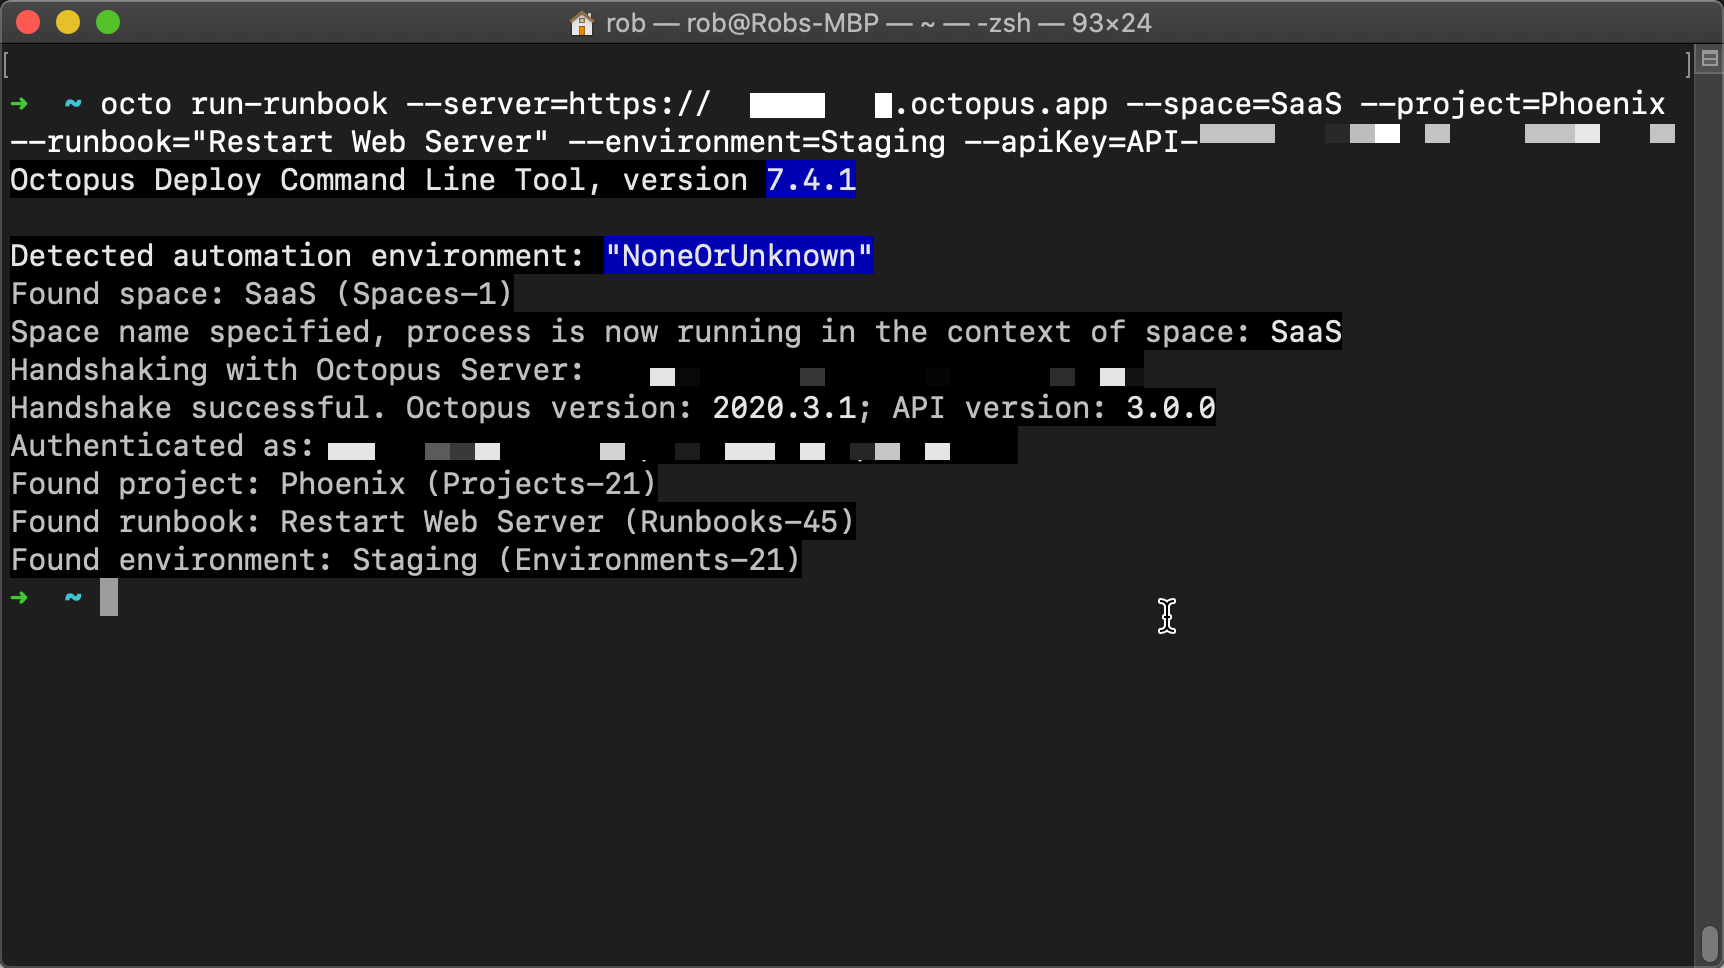 rob — rob@Robs-MBP — ~ — -zsh — 93×24
[ ]
➜ ~ octo run-runbook --server=https:// .octopus.app --space=SaaS --project=Phoenix
--runbook="Restart Web Server" --environment=Staging --apiKey=API-
Octopus Deploy Command Line Tool, version 7.4.1
Detected automation environment: "NoneOrUnknown"
Found space: SaaS (Spaces-1)
Space name specified, process is now running in the context of space: SaaS
Handshaking with Octopus Server:
Handshake successful. Octopus version: 2020.3.1; API version: 3.0.0
Authenticated as:
Found project: Phoenix (Projects-21)
Found runbook: Restart Web Server (Runbooks-45)
Found environment: Staging (Environments-21)
➜ ~